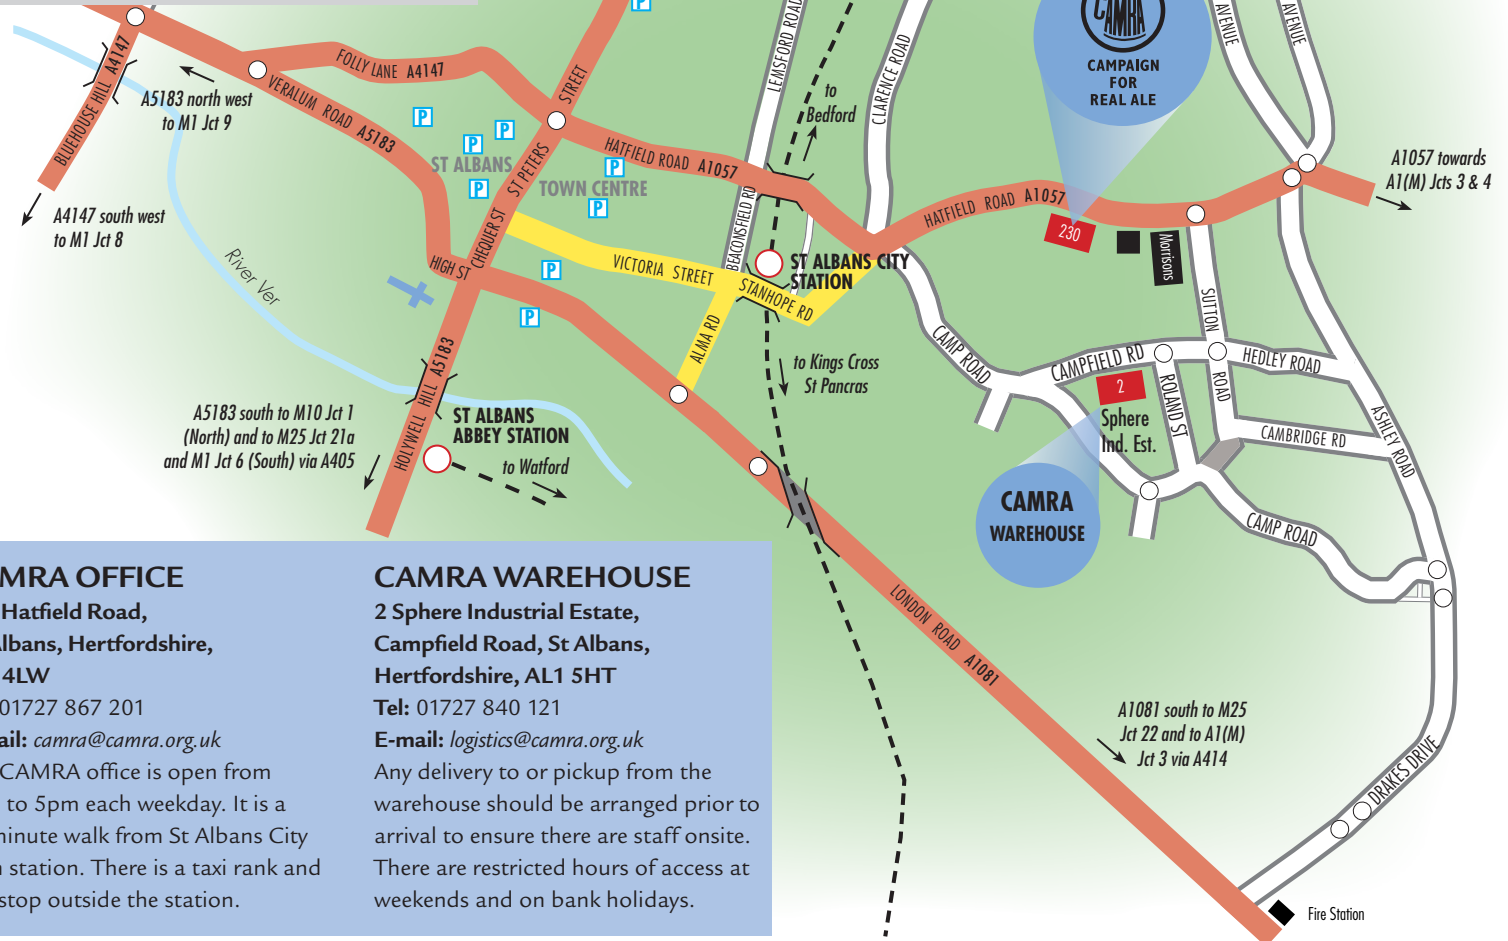 CAMRA
CAMPAIGN
FOR
REAL ALE
AVENUE
AVENUE
LEMSFORD ROAD
CLARENCE ROAD
BLUEHOUSE HILL A4147
FOLLY LANE A4147
VERALUM ROAD A5183
A5183 north west
to M1 Jct 9
A4147 south west
to M1 Jct 8
STREET
ST PETERS
P
P
P
P
P
P
P
P
P
ST ALBANS
TOWN CENTRE
HATFIELD ROAD A1057
to
Bedford
BEACONSFIELD RD
HATFIELD ROAD A1057
A1057 towards
A1(M) Jcts 3 & 4
230
Morrisons
River Ver
HIGH ST
CHEQUER ST
VICTORIA STREET
STANHOPE RD
ST ALBANS CITY
STATION
ALMA RD
to Kings Cross
St Pancras
CAMP ROAD
CAMPFIELD RD
SUTTON
ROAD
HEDLEY ROAD
ROLAND ST
CAMBRIDGE RD
ASHLEY ROAD
2
Sphere
Ind. Est.
CAMRA
WAREHOUSE
CAMP ROAD
HOLYWELL HILL A5183
A5183 south to M10 Jct 1
(North) and to M25 Jct 21a
and M1 Jct 6 (South) via A405
ST ALBANS
ABBEY STATION
to Watford
LONDON ROAD A1081
A1081 south to M25
Jct 22 and to A1(M)
Jct 3 via A414
DRAKES DRIVE
Fire Station
MRA OFFICE
Hatfield Road,
lbans, Hertfordshire,
4LW
01727 867 201
ail: camra@camra.org.uk
CAMRA office is open from
to 5pm each weekday. It is a
minute walk from St Albans City
station. There is a taxi rank and
stop outside the station.
CAMRA WAREHOUSE
2 Sphere Industrial Estate,
Campfield Road, St Albans,
Hertfordshire, AL1 5HT
Tel: 01727 840 121
E-mail: logistics@camra.org.uk
Any delivery to or pickup from the
warehouse should be arranged prior to
arrival to ensure there are staff onsite.
There are restricted hours of access at
weekends and on bank holidays.